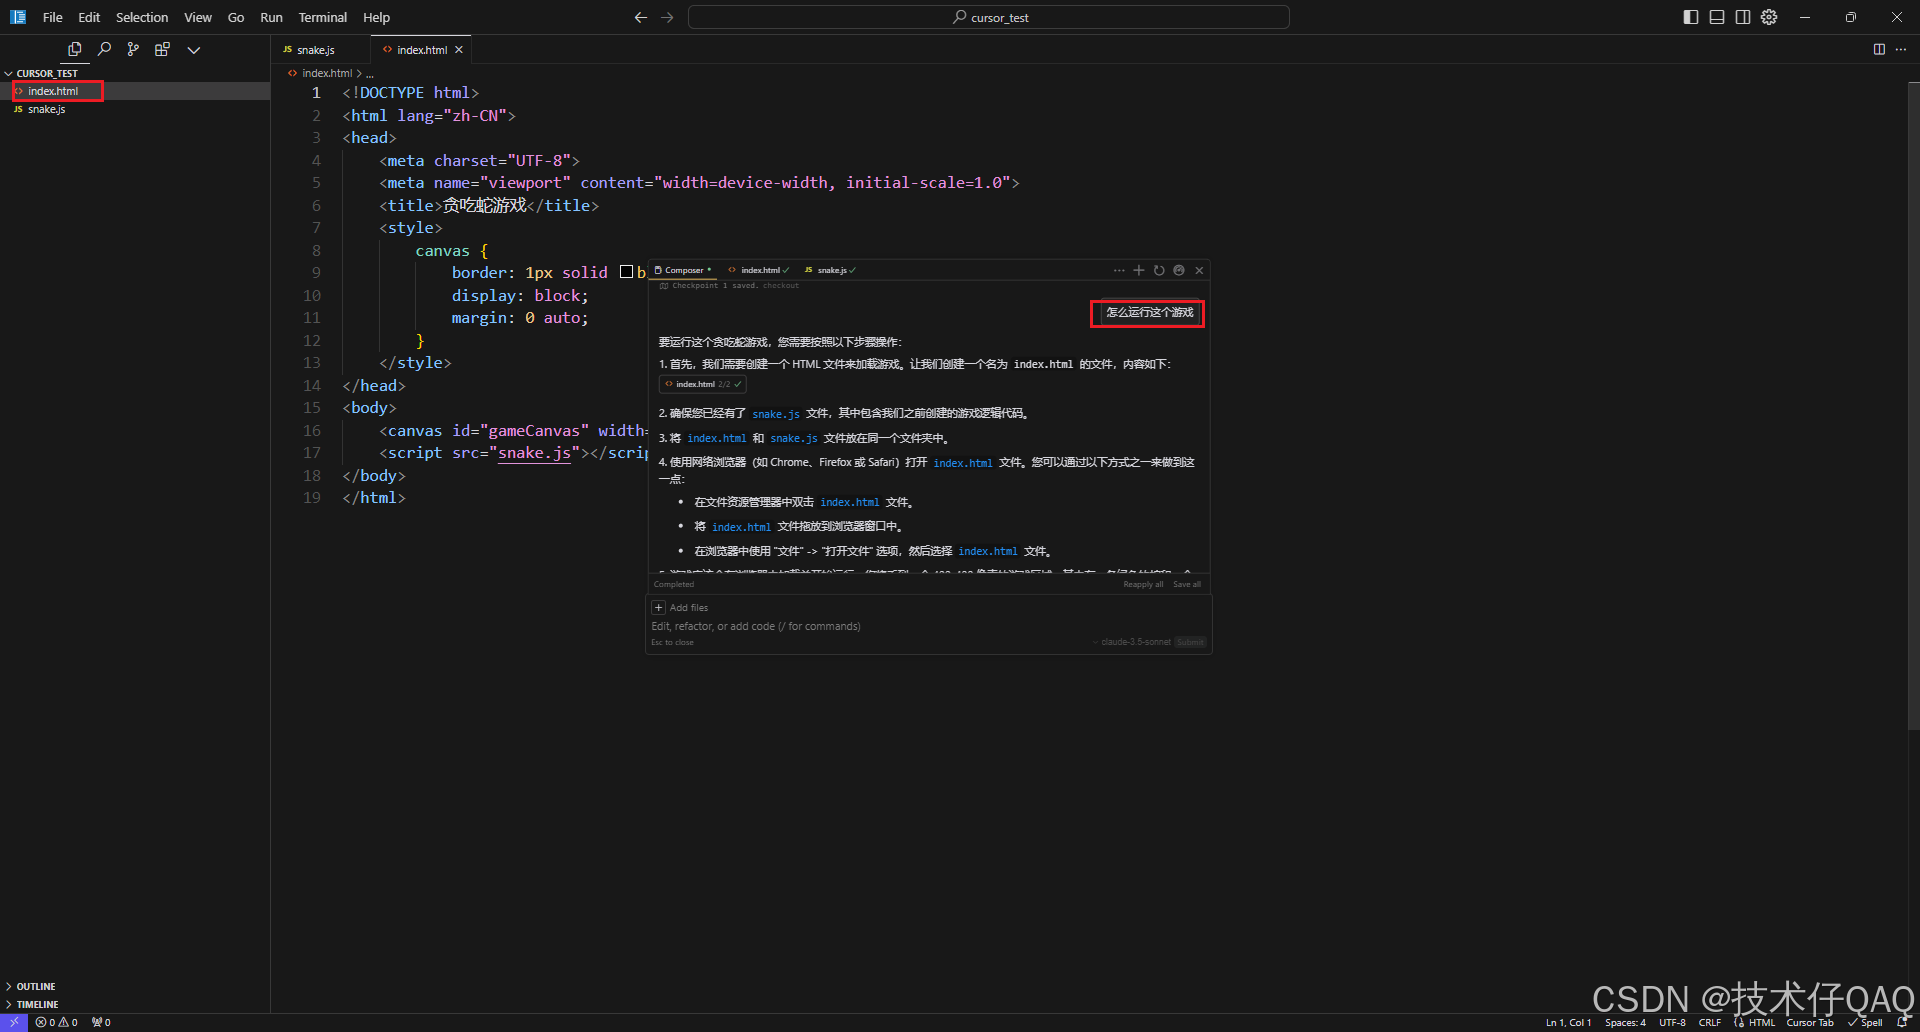 File Edit Selection View Go Run Terminal Help
cursor_test
CURSOR_TEST
index.html
JS snake.js
OUTLINE
TIMELINE
JS snake.js
index.html
index.html > ...
1 <!DOCTYPE html>
2 <html lang="zh-CN">
3 <head>
4 <meta charset="UTF-8">
5 <meta name="viewport" content="width=device-width, initial-scale=1.0">
6 <title>贪吃蛇游戏</title>
7 <style>
8 canvas {
9 border: 1px solid b
10 display: block;
11 margin: 0 auto;
12 }
13 </style>
14 </head>
15 <body>
16 <canvas id="gameCanvas" width=
17 <script src="snake.js"></scrip
18 </body>
19 </html>
Composer
index.html
JS snake.js
Checkpoint 1 saved. checkout
怎么运行这个游戏
要运行这个贪吃蛇游戏，您需要按照以下步骤操作：
1. 首先，我们需要创建一个 HTML 文件来加载游戏。让我们创建一个名为 index.html 的文件，内容如下：
index.html 2/2
2. 确保您已经有了 snake.js 文件，其中包含我们之前创建的游戏逻辑代码。
3. 将 index.html 和 snake.js 文件放在同一个文件夹中。
4. 使用网络浏览器（如 Chrome、Firefox 或 Safari）打开 index.html 文件。您可以通过以下方式之一来做到这
一点：
• 在文件资源管理器中双击 index.html 文件。
• 将 index.html 文件拖放到浏览器窗口中。
• 在浏览器中使用 "文件" -> "打开文件" 选项，然后选择 index.html 文件。
Completed
Reapply all Save all
Add files
Edit, refactor, or add code (/ for commands)
Esc to close
claude-3.5-sonnet Submit
CSDN @技术仔QAQ
0 0 0
Ln 1, Col 1 Spaces: 4 UTF-8 CRLF HTML Cursor Tab Spell